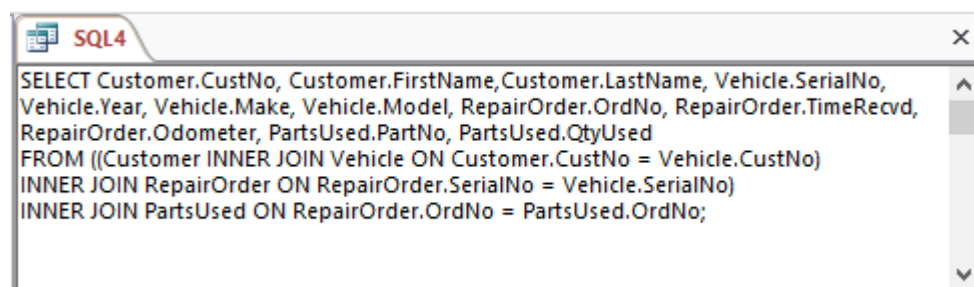 SQL4
SELECT Customer.CustNo, Customer.FirstName,Customer.LastName, Vehicle.SerialNo,
Vehicle.Year, Vehicle.Make, Vehicle.Model, RepairOrder.OrdNo, RepairOrder.TimeRecvd,
RepairOrder.Odometer, PartsUsed.PartNo, PartsUsed.QtyUsed
FROM ((Customer INNER JOIN Vehicle ON Customer.CustNo = Vehicle.CustNo)
INNER JOIN RepairOrder ON RepairOrder.SerialNo = Vehicle.SerialNo)
INNER JOIN PartsUsed ON RepairOrder.OrdNo = PartsUsed.OrdNo;